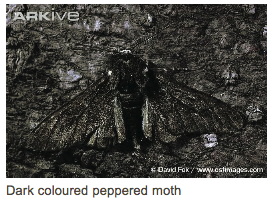 ARKIVE
© David Fox / www.osfimages.com
Dark coloured peppered moth